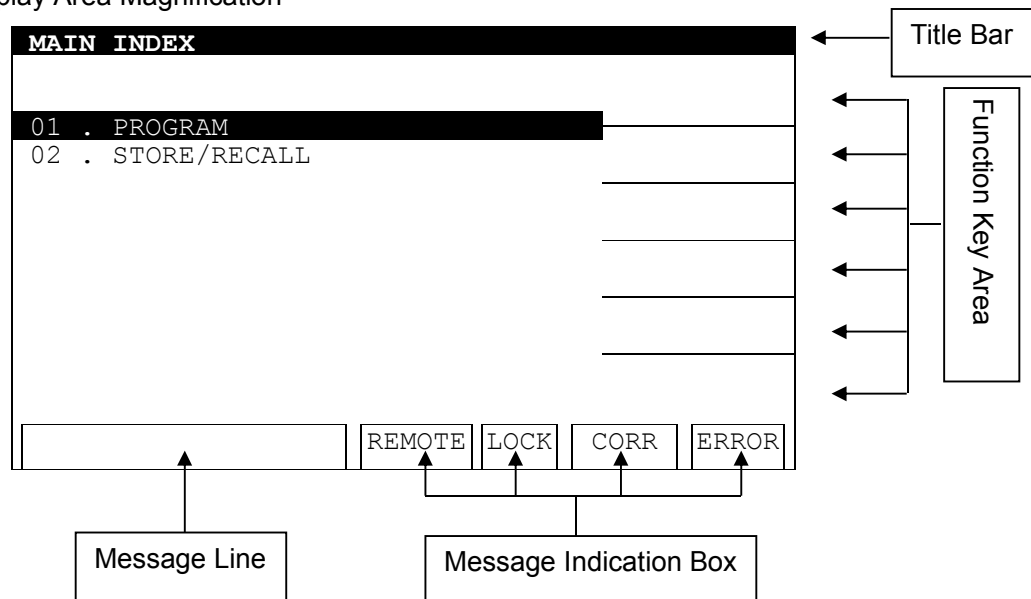 play Area Magnification
MAIN INDEX
Title Bar
01 . PROGRAM
02 . STORE/RECALL
Function Key Area
REMOTE LOCK CORR ERROR
Message Line
Message Indication Box